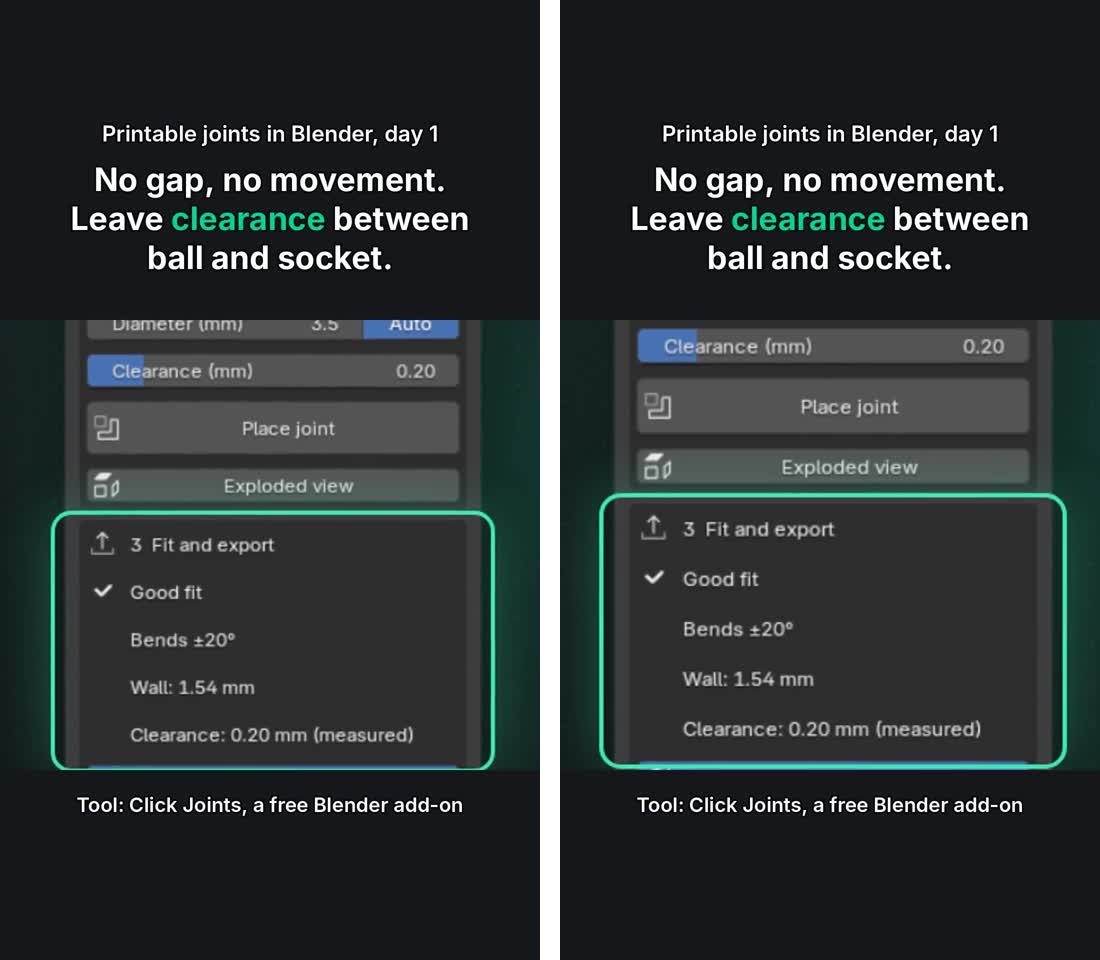 Printable joints in Blender, day 1
No gap, no movement.
Leave clearance between
ball and socket.
Diameter (mm) 3.5 Auto
Clearance (mm) 0.20
Place joint
Exploded view
3 Fit and export
Good fit
Bends ±20°
Wall: 1.54 mm
Clearance: 0.20 mm (measured)
Tool: Click Joints, a free Blender add-on
Printable joints in Blender, day 1
No gap, no movement.
Leave clearance between
ball and socket.
Clearance (mm) 0.20
Place joint
Exploded view
3 Fit and export
Good fit
Bends ±20°
Wall: 1.54 mm
Clearance: 0.20 mm (measured)
Tool: Click Joints, a free Blender add-on